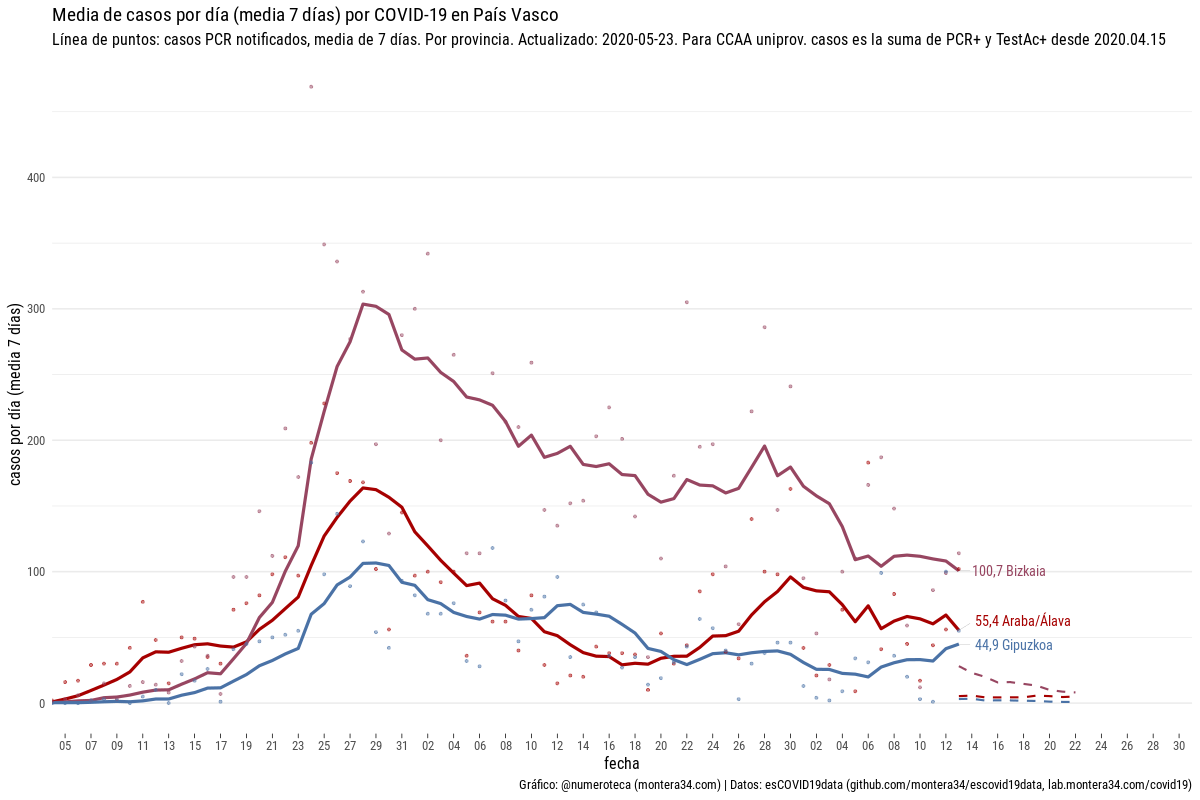 Media de casos por día (media 7 días) por COVID-19 en País Vasco
Línea de puntos: casos PCR notificados, media de 7 días. Por provincia. Actualizado: 2020-05-23. Para CCAA uniprov. casos es la suma de PCR+ y TestAc+ desde 2020.04.15
casos por día (media 7 días)
400
300
200
100
0
100,7 Bizkaia
55,4 Araba/Álava
44,9 Gipuzkoa
05 07 09 11 13 15 17 19 21 23 25 27 29 31 02 04 06 08 10 12 14 16 18 20 22 24 26 28 30 02 04 06 08 10 12 14 16 18 20 22 24 26 28 30
fecha
Gráfico: @numeroteca (montera34.com) | Datos: esCOVID19data (github.com/montera34/escovid19data, lab.montera34.com/covid19)